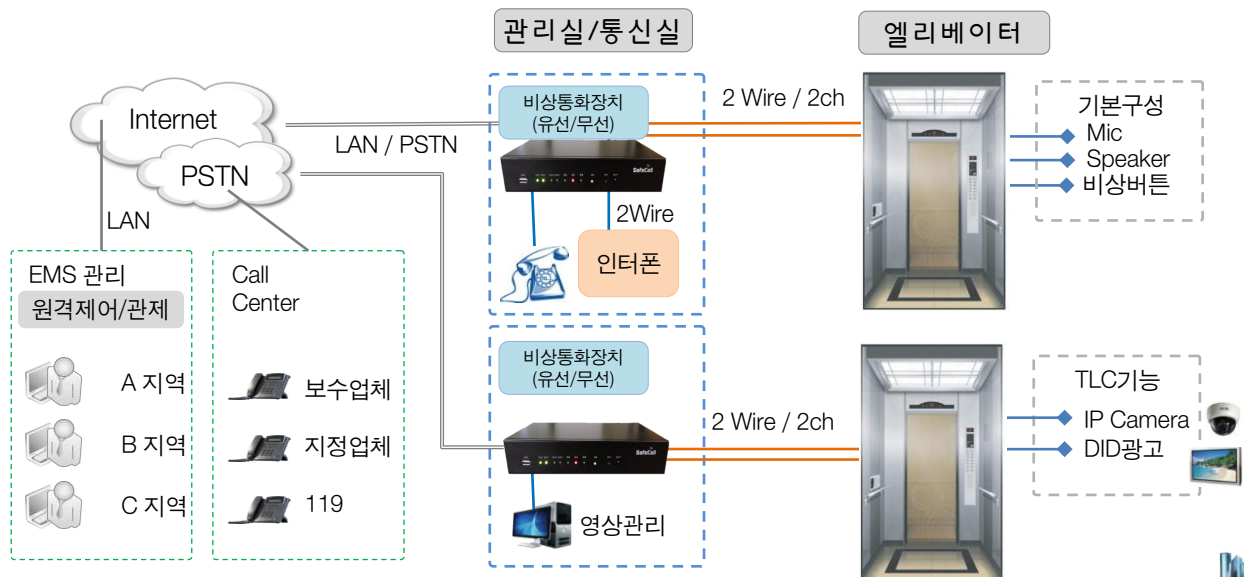 관리실/통신실
엘리베이터
Internet
PSTN
LAN / PSTN
LAN
비상통화장치
(유선/무선)
SafeCall
2Wire
인터폰
2 Wire / 2ch
기본구성
Mic
Speaker
비상버튼
EMS 관리
원격제어/관제
A 지역
B 지역
C 지역
Call
Center
보수업체
지정업체
119
비상통화장치
(유선/무선)
SafeCall
영상관리
2 Wire / 2ch
TLC기능
IP Camera
DID광고